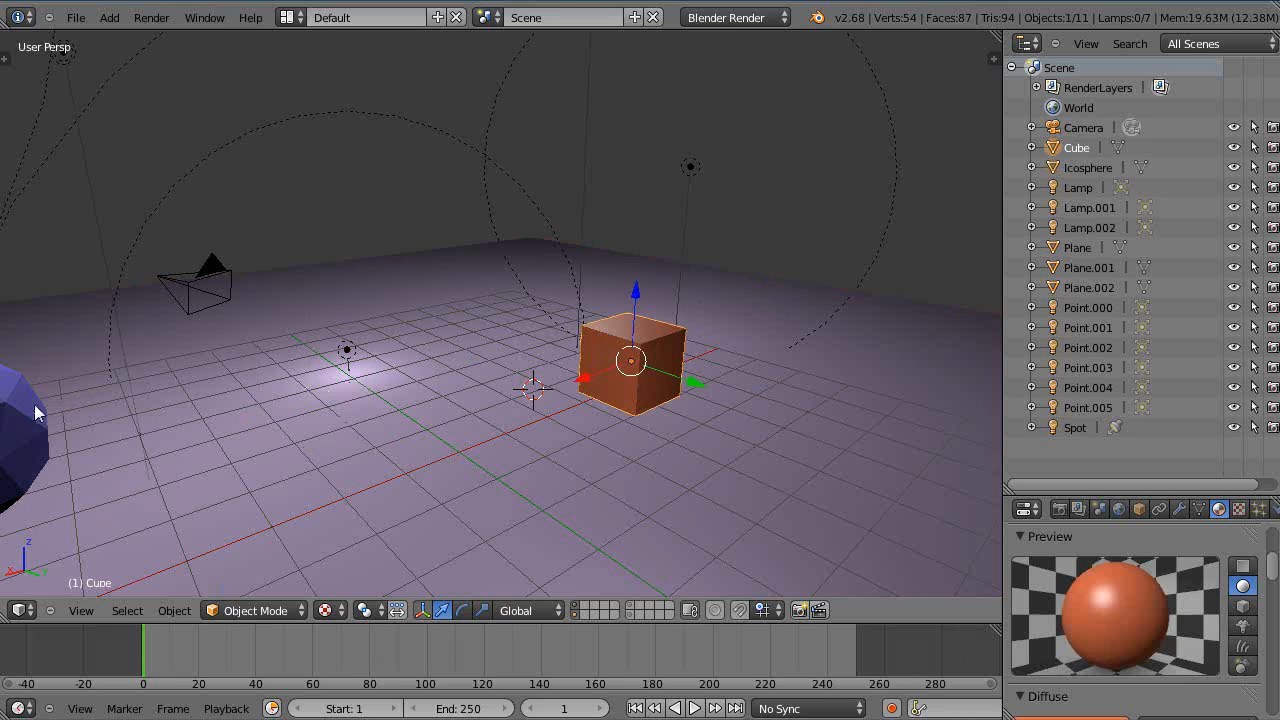 File Add Render Window Help Default Scene Blender Render v2.68 | Verts:54 | Faces:87 | Tris:94 | Objects:1/11 | Lamps:0/7 | Mem:19.63M (12.38M)
User Persp
View Search All Scenes
Scene
RenderLayers
World
Camera
Cube
Icosphere
Lamp
Lamp.001
Lamp.002
Plane
Plane.001
Plane.002
Point.000
Point.001
Point.002
Point.003
Point.004
Point.005
Spot
Preview
z
x y
(1) Cube
View Select Object Object Mode Global
-40 -20 0 20 40 60 80 100 120 140 160 180 200 220 240 260 280
Diffuse
View Marker Frame Playback Start: 1 End: 250 1 No Sync